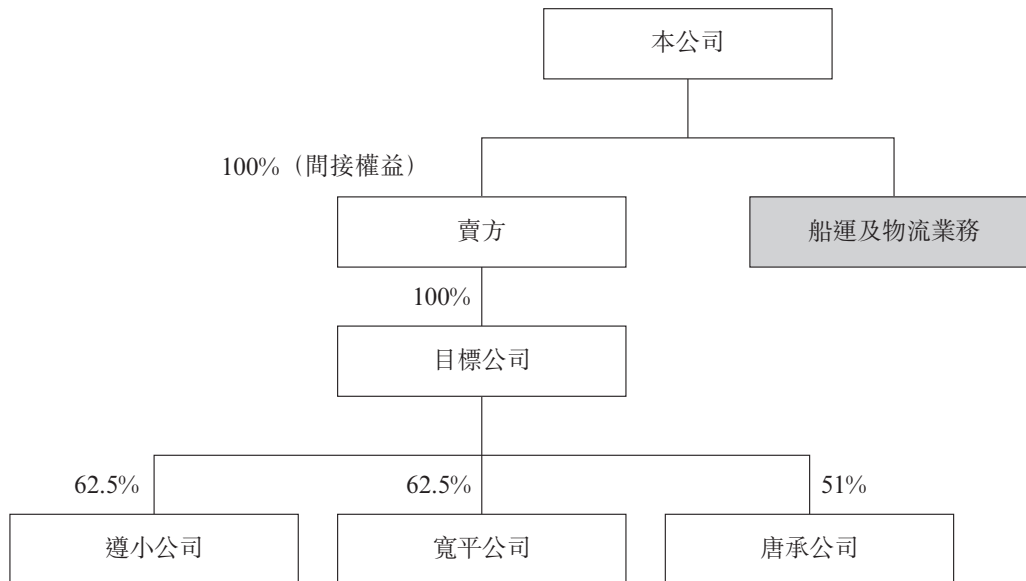 本公司
100%（間接權益）
賣方
船運及物流業務
100%
目標公司
62.5%
62.5%
51%
遵小公司
寬平公司
唐承公司